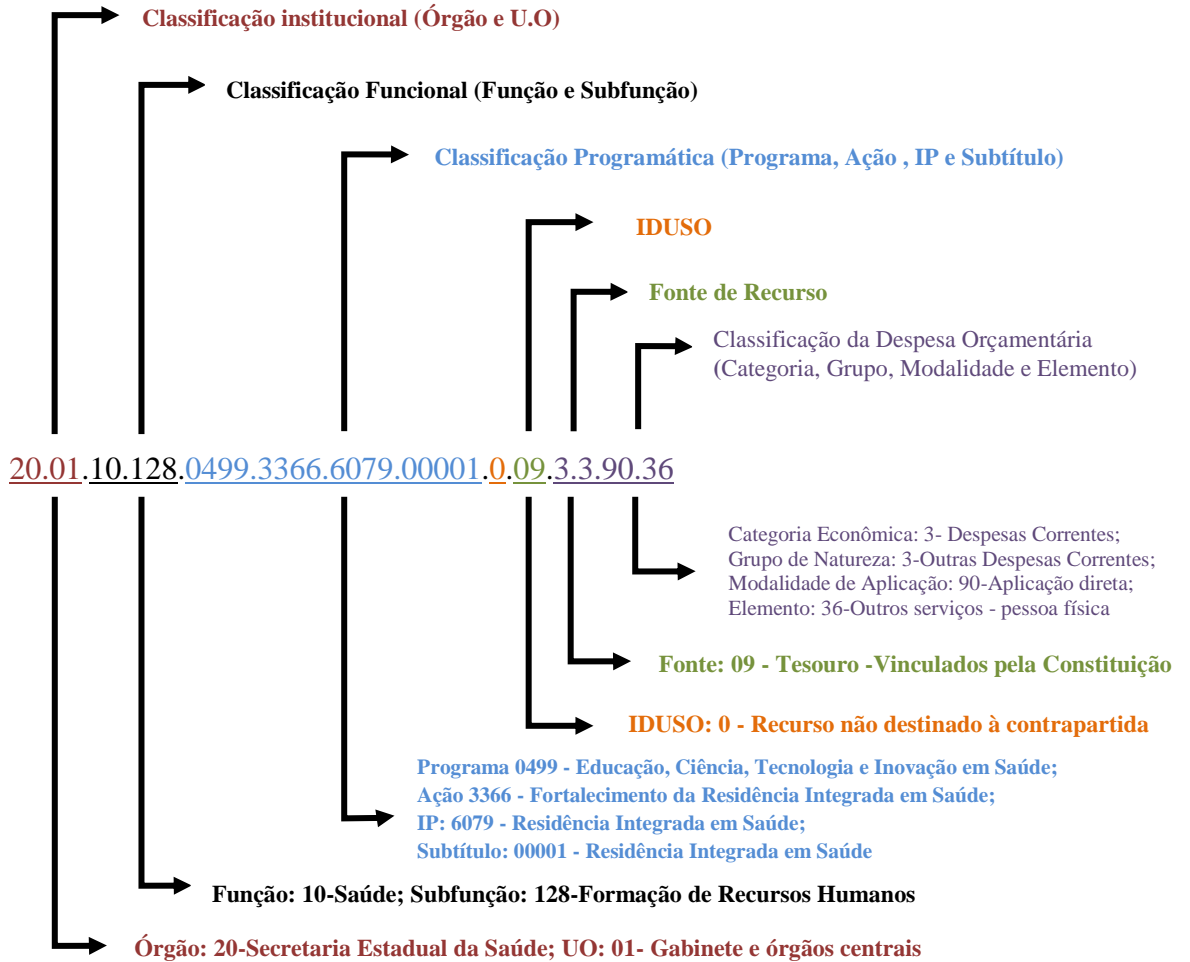 Classificação institucional (Órgão e U.O)
Classificação Funcional (Função e Subfunção)
Classificação Programática (Programa, Ação , IP e Subtítulo)
IDUSO
Fonte de Recurso
Classificação da Despesa Orçamentária
(Categoria, Grupo, Modalidade e Elemento)
20.01.10.128.0499.3366.6079.00001.0.09.3.3.90.36
Categoria Econômica: 3- Despesas Correntes;
Grupo de Natureza: 3-Outras Despesas Correntes;
Modalidade de Aplicação: 90-Aplicação direta;
Elemento: 36-Outros serviços - pessoa física
Fonte: 09 - Tesouro -Vinculados pela Constituição
IDUSO: 0 - Recurso não destinado à contrapartida
Programa 0499 - Educação, Ciência, Tecnologia e Inovação em Saúde;
Ação 3366 - Fortalecimento da Residência Integrada em Saúde;
IP: 6079 - Residência Integrada em Saúde;
Subtítulo: 00001 - Residência Integrada em Saúde
Função: 10-Saúde; Subfunção: 128-Formação de Recursos Humanos
Órgão: 20-Secretaria Estadual da Saúde; UO: 01- Gabinete e órgãos centrais